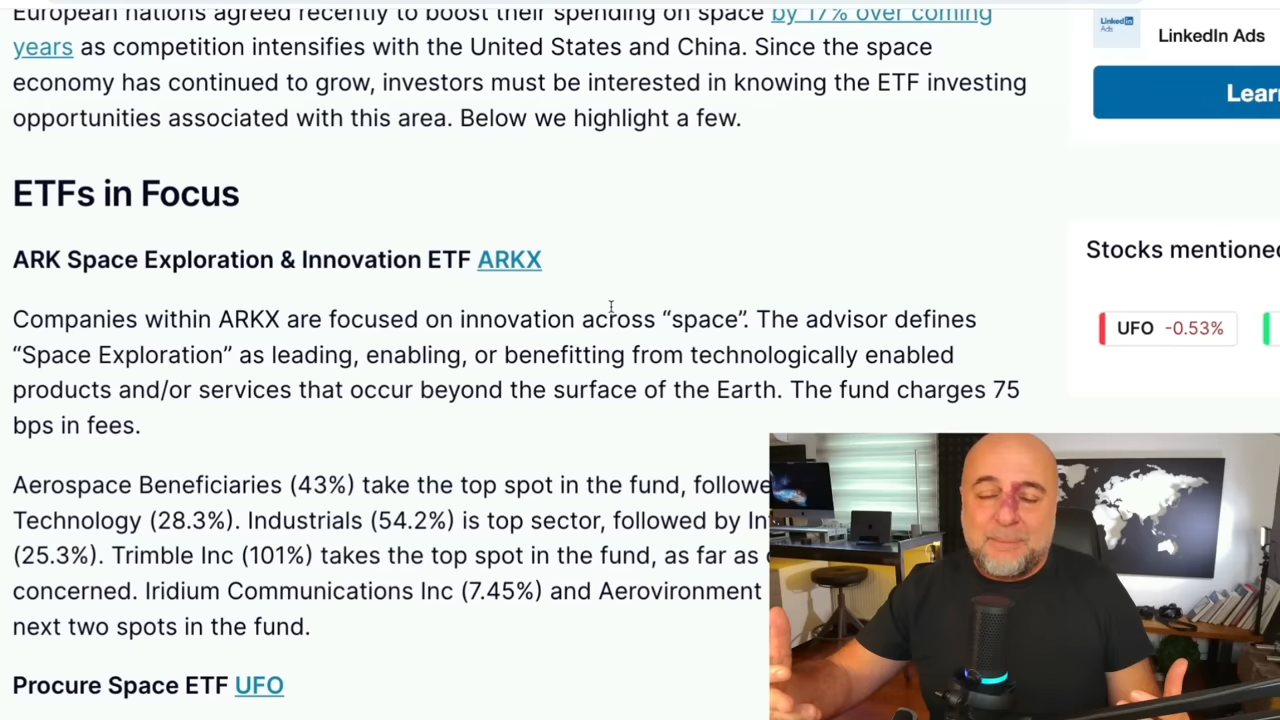 European nations agreed recently to boost their spending on space by 17% over coming
years as competition intensifies with the United States and China. Since the space
economy has continued to grow, investors must be interested in knowing the ETF investing
opportunities associated with this area. Below we highlight a few.
ETFs in Focus
ARK Space Exploration & Innovation ETF ARKX
Companies within ARKX are focused on innovation across “space”. The advisor defines
“Space Exploration” as leading, enabling, or benefitting from technologically enabled
products and/or services that occur beyond the surface of the Earth. The fund charges 75
bps in fees.
Aerospace Beneficiaries (43%) take the top spot in the fund, followe
Technology (28.3%). Industrials (54.2%) is top sector, followed by In
(25.3%). Trimble Inc (101%) takes the top spot in the fund, as far as
concerned. Iridium Communications Inc (7.45%) and Aerovironment
next two spots in the fund.
Procure Space ETF UFO
LinkedIn
Ads
LinkedIn Ads
Lear
Stocks mentione
UFO -0.53%